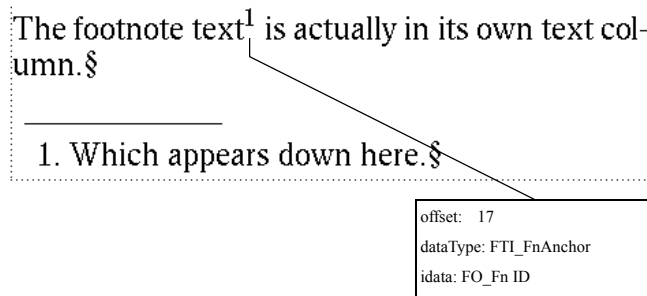 The footnote text1 is actually in its own text col-
umn.§
1. Which appears down here.§
offset: 17
dataType: FTI_FnAnchor
idata: FO_Fn ID